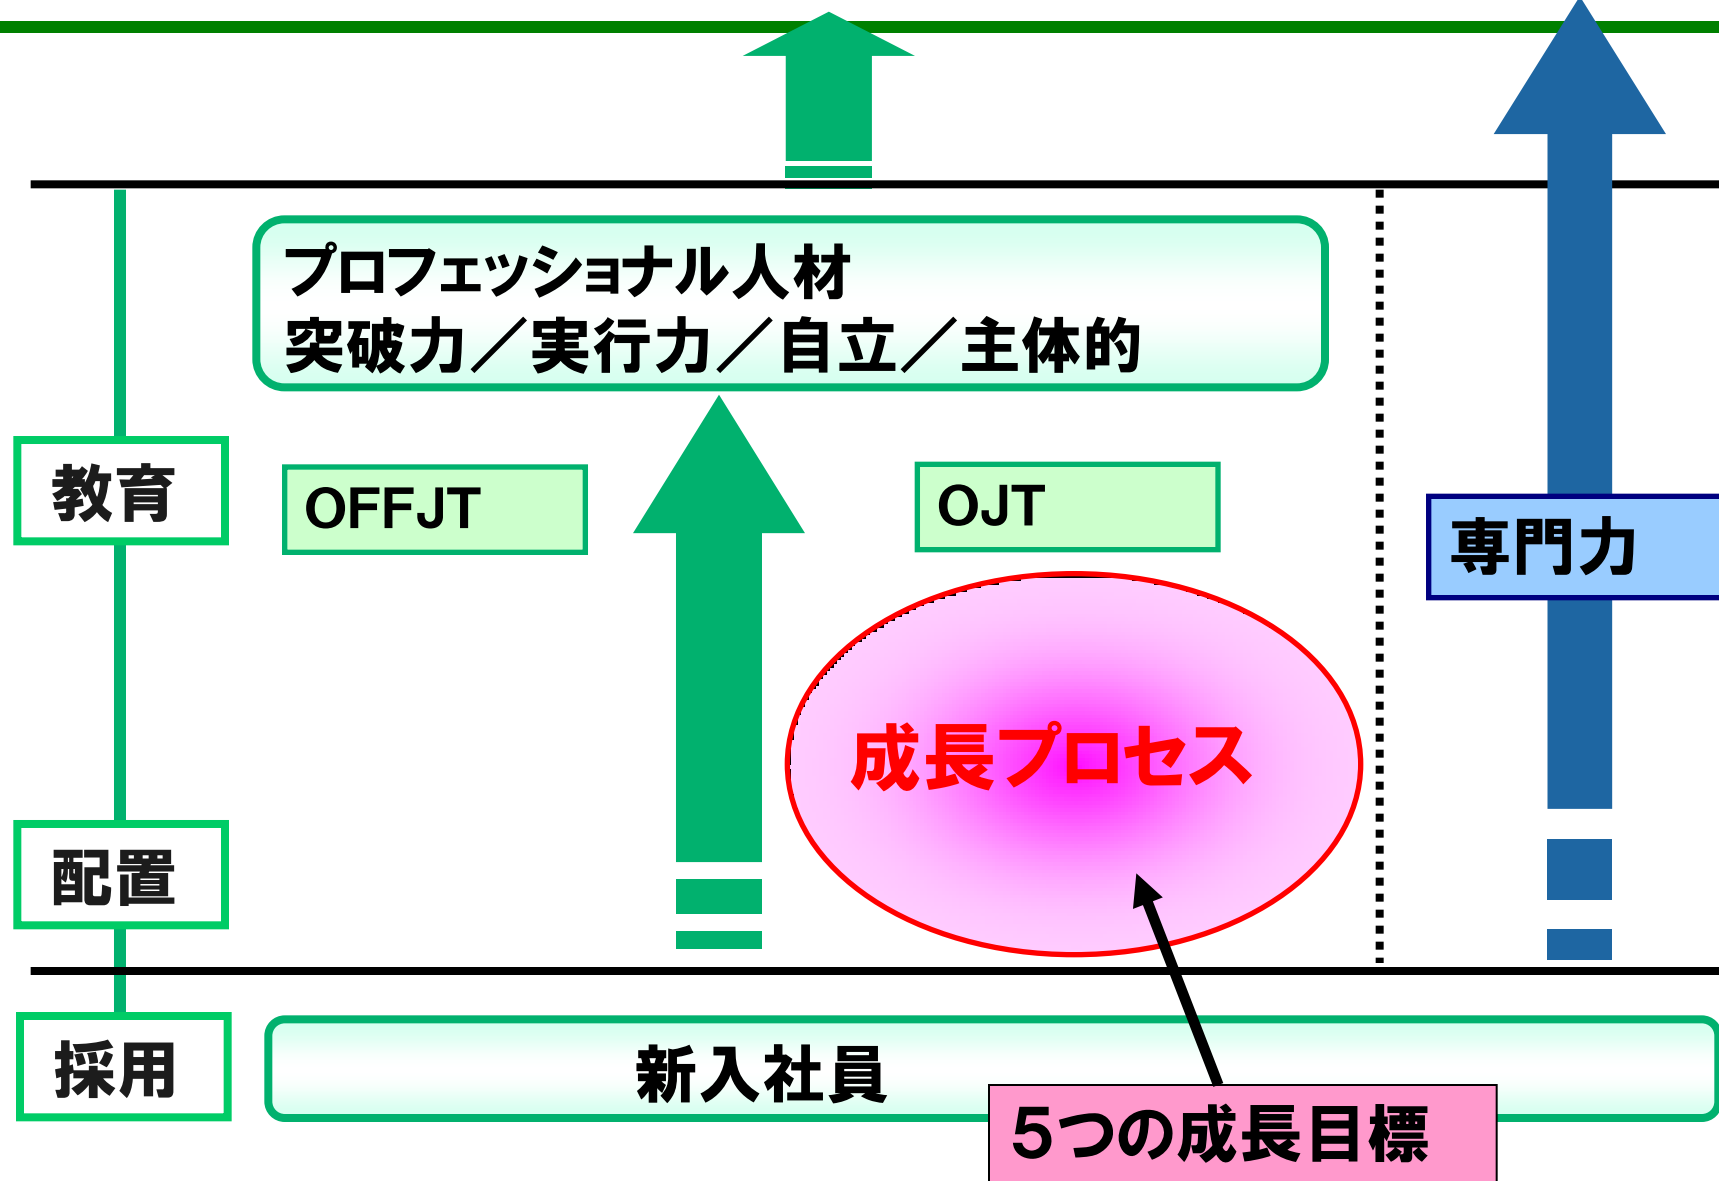 プロフェッショナル人材
突破力／実行力／自立／主体的
教育
OFFJT
OJT
専門力
成長プロセス
配置
採用
新入社員
５つの成長目標